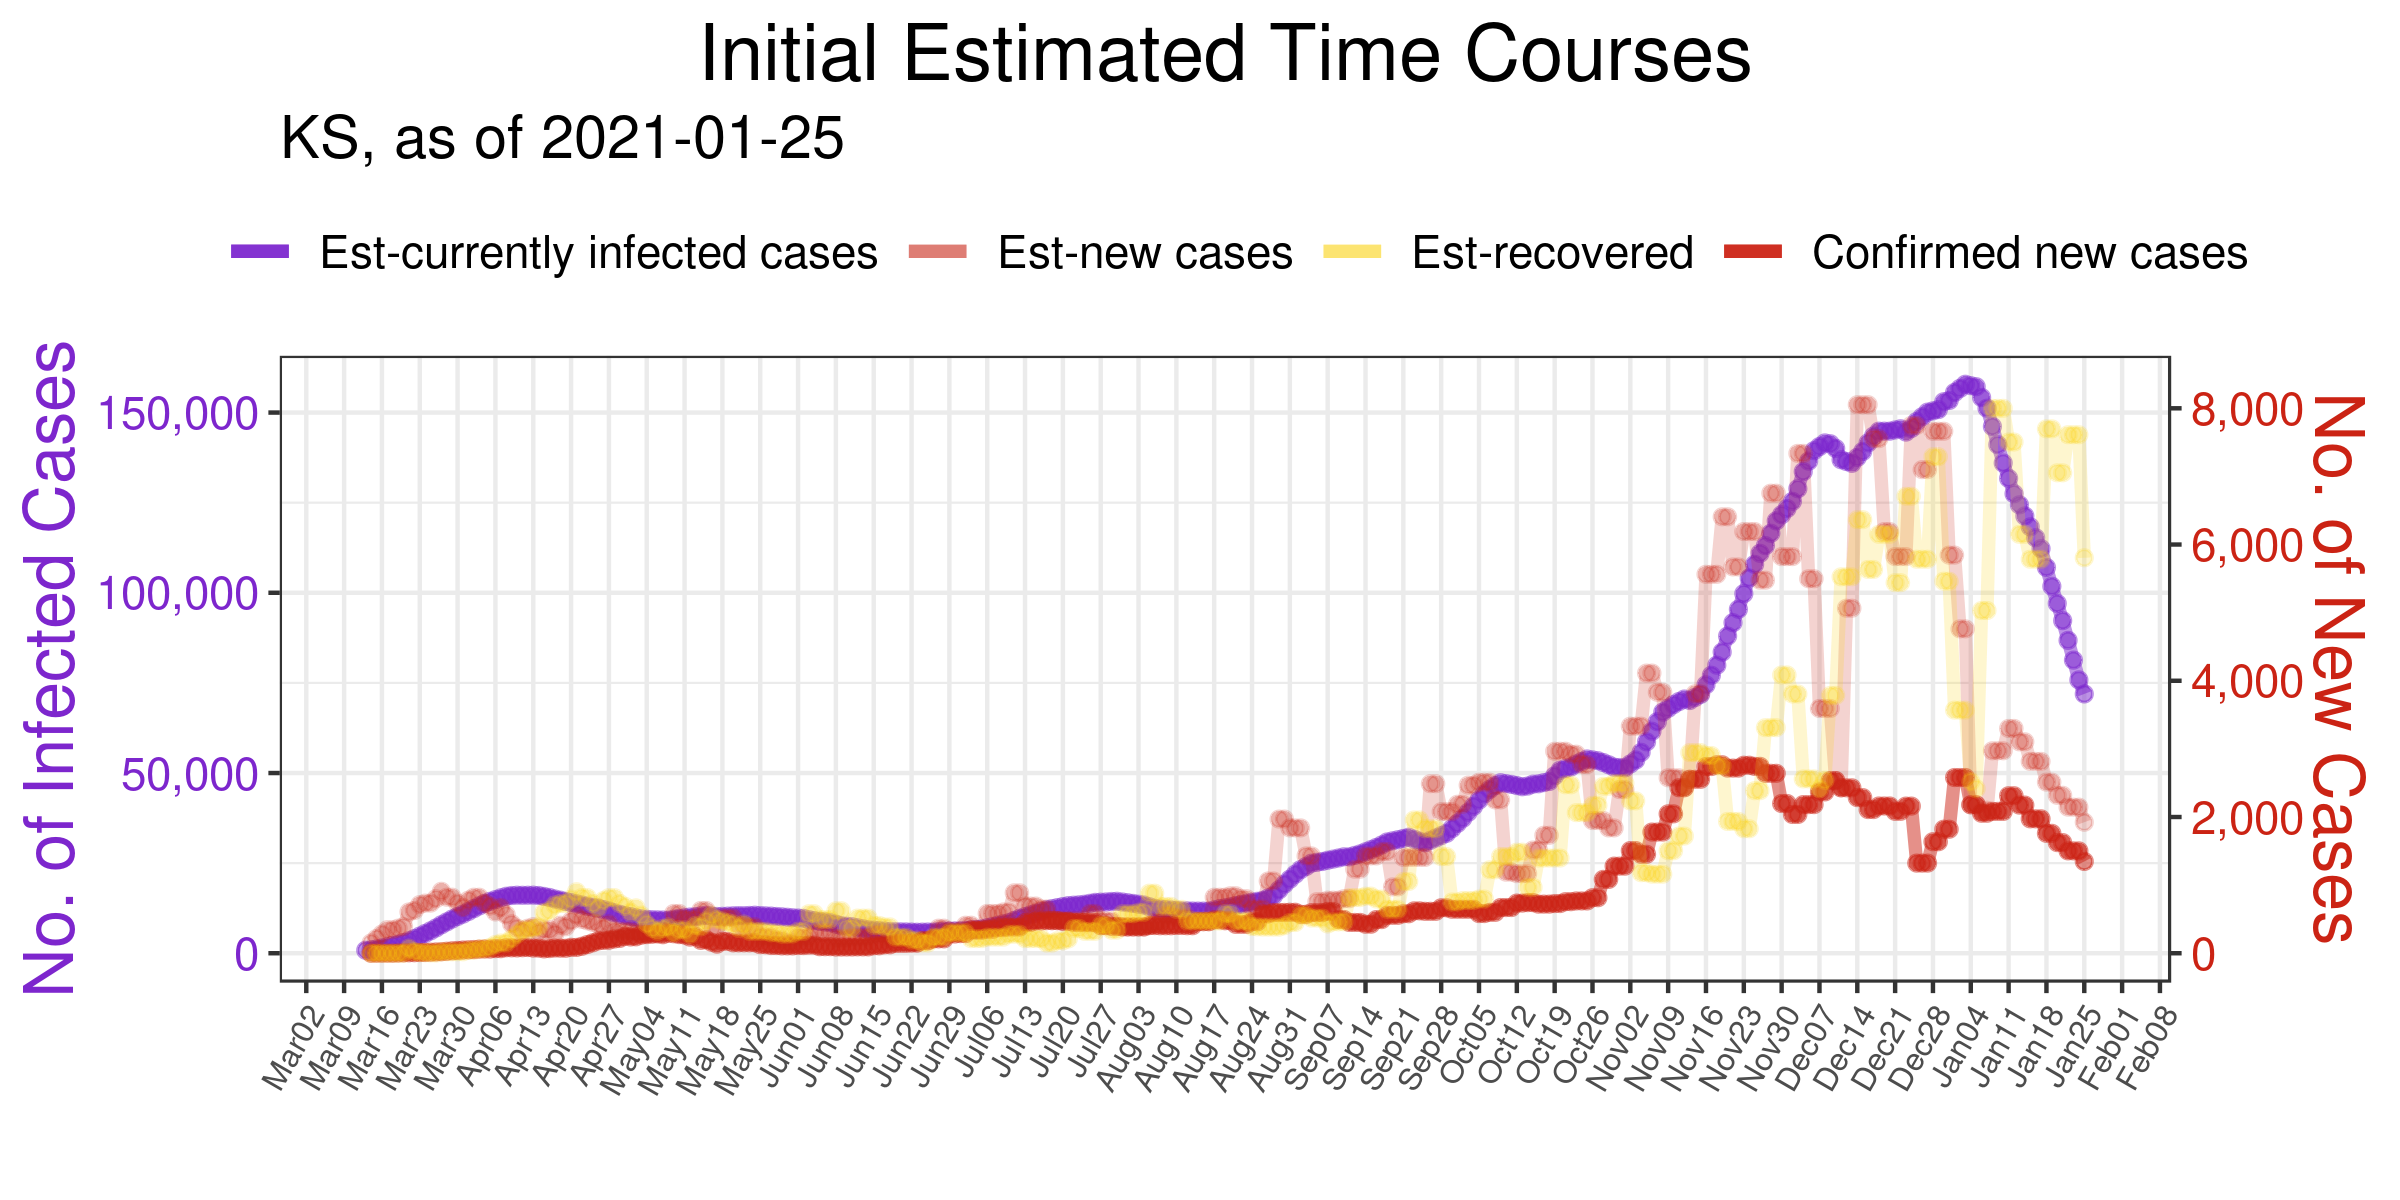 Initial Estimated Time Courses
KS, as of 2021-01-25
Est-currently infected cases Est-new cases Est-recovered Confirmed new cases
No. of Infected Cases
150,000
100,000
50,000
0
8,000
6,000
4,000
2,000
0
No. of New Cases
Mar02 Mar09 Mar16 Mar23 Mar30 Apr06 Apr13 Apr20 Apr27 May04 May11 May18 May25 Jun01 Jun08 Jun15 Jun22 Jun29 Jul06 Jul13 Jul20 Jul27 Aug03 Aug10 Aug17 Aug24 Aug31 Sep07 Sep14 Sep21 Sep28 Oct05 Oct12 Oct19 Oct26 Nov02 Nov09 Nov16 Nov23 Nov30 Dec07 Dec14 Dec21 Dec28 Jan04 Jan11 Jan18 Jan25 Feb01 Feb08